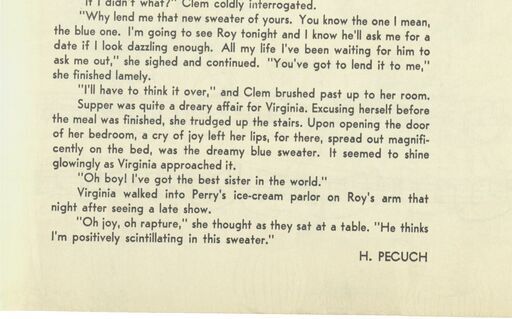 "If I didn't what?" Clem coldly interrogated.
"Why lend me that new sweater of yours. You know the one I mean,
the blue one. I'm going to see Roy tonight and I know he'll ask me for a
date if I look dazzling enough. All my life I've been waiting for him to
ask me out," she sighed and continued. "You've got to lend it to me,"
she finished lamely.
"I'll have to think it over," and Clem brushed past up to her room.
Supper was quite a dreary affair for Virginia. Excusing herself before
the meal was finished, she trudged up the stairs. Upon opening the door
of her bedroom, a cry of joy left her lips, for there, spread out magnifi-
cently on the bed, was the dreamy blue sweater. It seemed to shine
glowingly as Virginia approached it.
"Oh boy! I've got the best sister in the world."
Virginia walked into Perry's ice-cream parlor on Roy's arm that
night after seeing a late show.
"Oh joy, oh rapture," she thought as they sat at a table. "He thinks
I'm positively scintillating in this sweater."
H. PECUCH